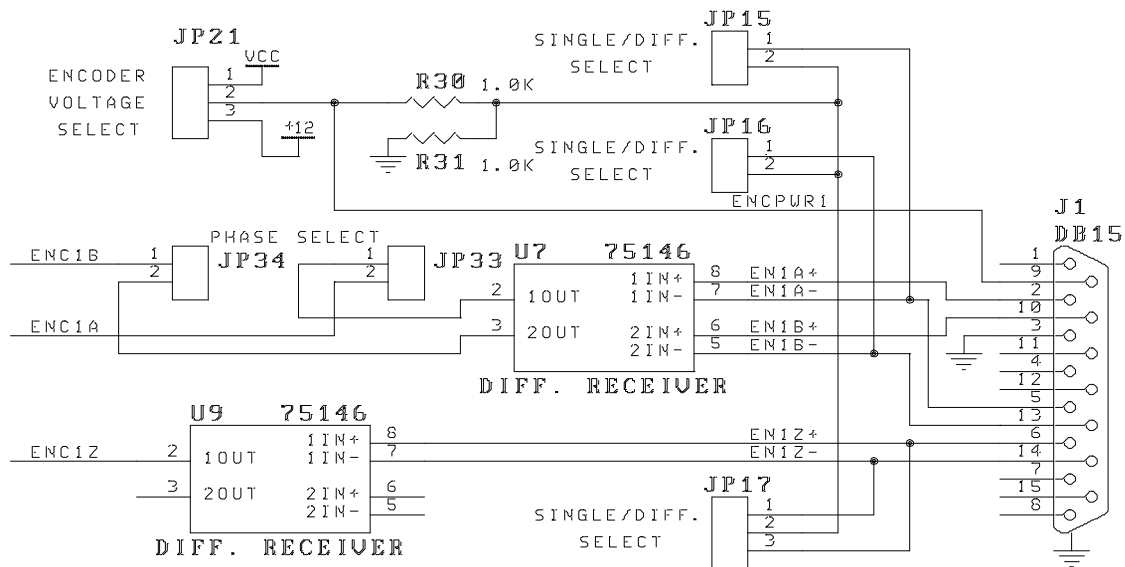 JP21
VCC
ENCODER
VOLTAGE
SELECT
1
2
3
+12
R30 1.0K
R31 1.0K
JP15
SINGLE/DIFF.
SELECT
1
2
JP16
SINGLE/DIFF.
SELECT
1
2
ENCPWR1
J1
DB15
1
9
2
10
3
11
4
12
5
13
6
14
7
15
8
PHASE SELECT
ENC1B
1
2
JP34
1
2
JP33
ENC1A
U7 75146
2 1OUT
3 2OUT
1IN+ 8 EN1A+
1IN- 7 EN1A-
2IN+ 6 EN1B+
2IN- 5 EN1B-
DIFF. RECEIVER
U9 75146
ENC1Z
2 1OUT
3 2OUT
1IN+ 8 EN1Z+
1IN- 7 EN1Z-
2IN+ 6
2IN- 5
DIFF. RECEIVER
JP17
SINGLE/DIFF.
SELECT
1
2
3